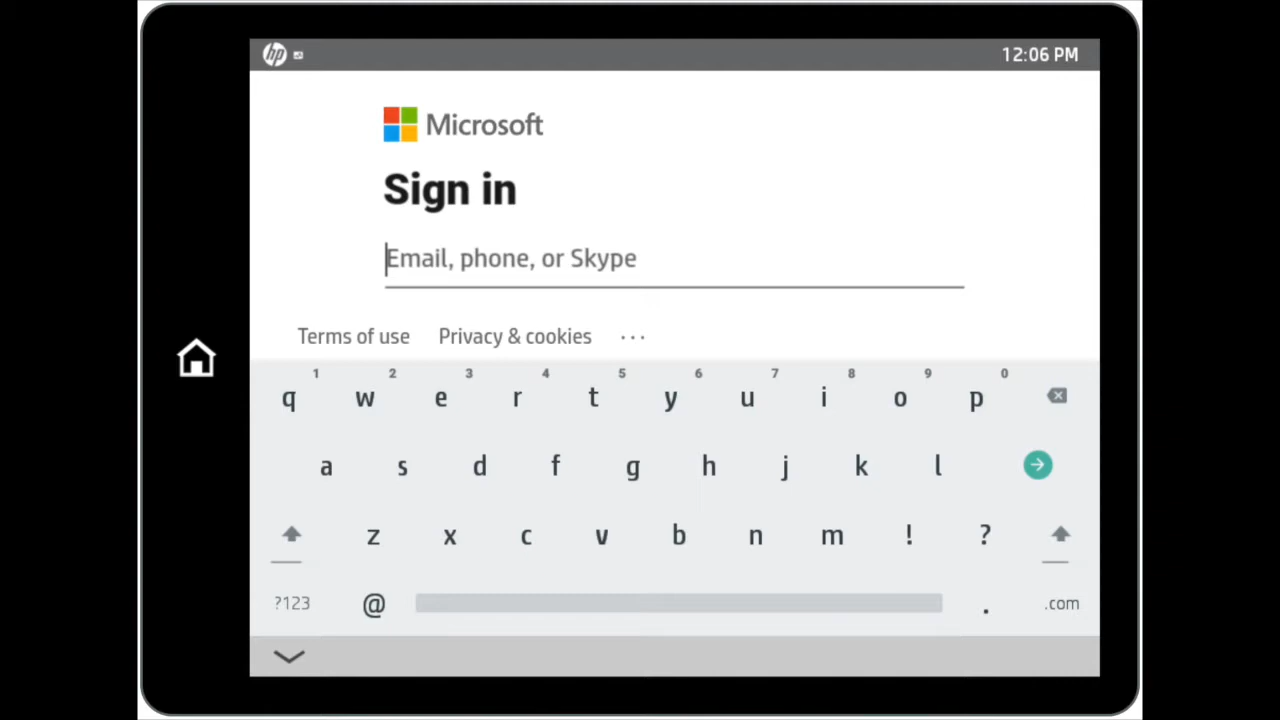 hp 12:06 PM
Microsoft
Sign in
Email, phone, or Skype
Terms of use Privacy & cookies ...
1 2 3 4 5 6 7 8 9 0
q w e r t y u i o p
a s d f g h j k l
z x c v b n m ! ?
?123 @ . .com